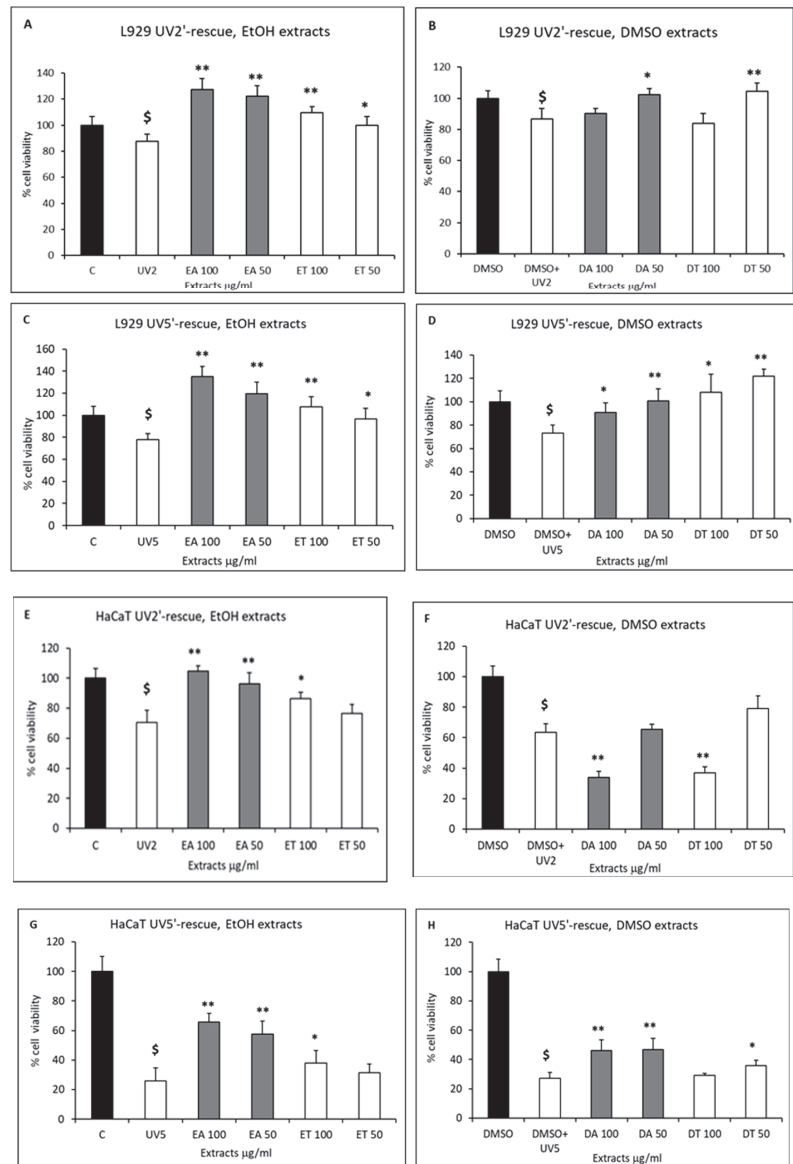 A
L929 UV2'-rescue, EtOH extracts
% cell viability
140
120
100
80
60
40
20
0
$
**
**
**
*
C UV2 EA 100 EA 50 ET 100 ET 50
Extracts µg/ml
B
L929 UV2'-rescue, DMSO extracts
% cell viability
120
100
80
60
40
20
0
$
*
**
DMSO DMSO+ DA 100 DA 50 DT 100 DT 50
UV2
Extracts µg/ml
C
L929 UV5'-rescue, EtOH extracts
% cell viability
160
140
120
100
80
60
40
20
0
$
**
**
**
*
C UV5 EA 100 EA 50 ET 100 ET 50
Extracts µg/ml
D
L929 UV5'-rescue, DMSO extracts
% cell viability
140
120
100
80
60
40
20
0
$
*
**
*
**
DMSO DMSO+ DA 100 DA 50 DT 100 DT 50
UV5
Extracts µg/ml
E
HaCaT UV2'-rescue, EtOH extracts
% cell viability
120
100
80
60
40
20
0
$
**
**
*
C UV2 EA 100 EA 50 ET 100 ET 50
Extracts µg/ml
F
HaCaT UV2'-rescue, DMSO extracts
% cell viability
120
100
80
60
40
20
0
$
**
**
DMSO DMSO+ DA 100 DA 50 DT 100 DT 50
UV2
Extracts µg/ml
G
HaCaT UV5'-rescue, EtOH extracts
% cell viability
120
100
80
60
40
20
0
$
**
**
*
C UV5 EA 100 EA 50 ET 100 ET 50
Extracts µg/ml
H
HaCaT UV5'-rescue, DMSO extracts
% cell viability
120
100
80
60
40
20
0
$
**
**
*
DMSO DMSO+ DA 100 DA 50 DT 100 DT 50
UV5
Extracts µg/ml